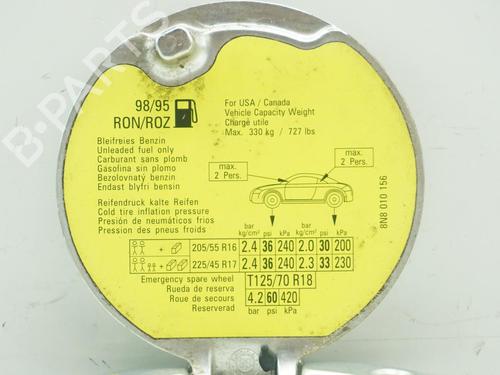 B-PARTS
98/95
RON/ROZ
For USA / Canada
Vehicle Capacity Weight
Chargé utile
Max. 330 kg / 727 lbs
Bleifreies Benzin
Unleaded fuel only
Carburant sans plomb
Gasolina sin plomo
Bezolovnatý benzin
Endast blyfri bensin
max.
2 Pers.
max.
2 Pers.
Reifendruck kalte Reifen
Cold tire inflation pressure
Presión de neumáticos frios
Pression des pneus froids
8N8 010 156
bar kg/cm² psi kPa bar kg/cm² psi kPa
205/55 R16 2.4 36 240 2.0 30 200
225/45 R17 2.4 36 240 2.3 33 230
Emergency spare wheel T125/70 R18
Rueda de reserva bar kg/cm² psi kPa
Roue de secours 4.2 60 420
Reserverad